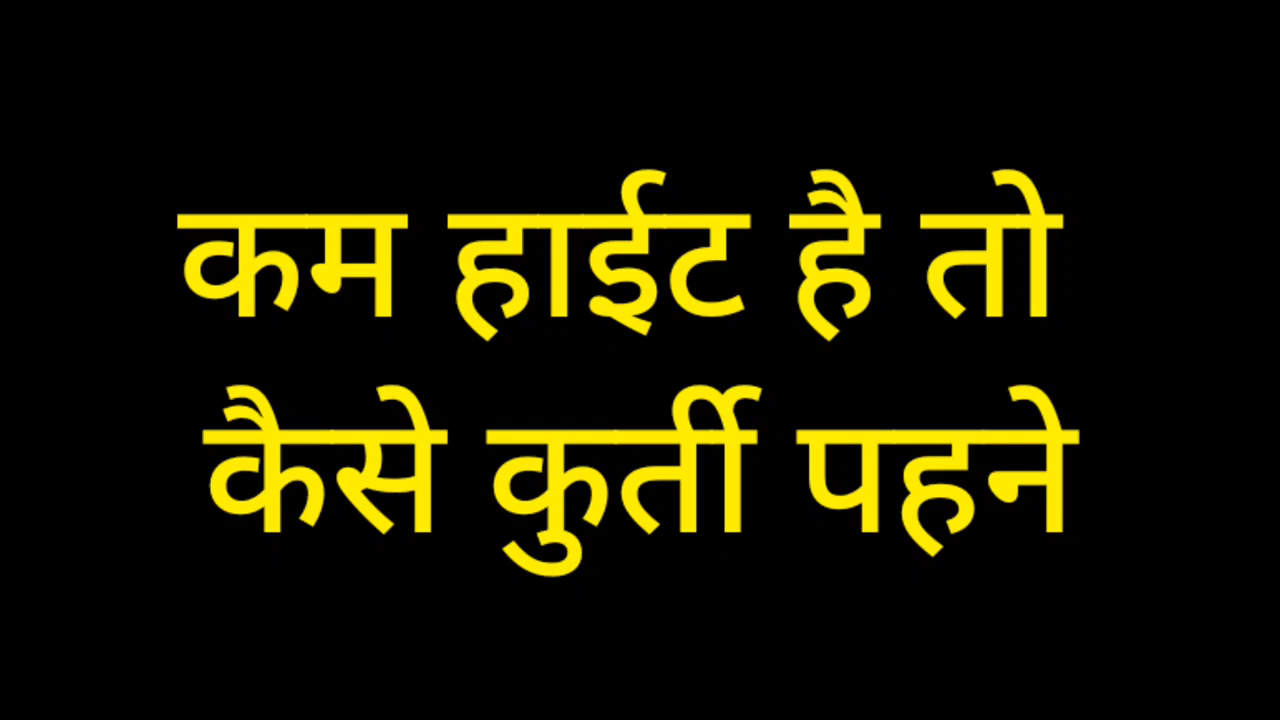 कम हाईट है तो
कैसे कुर्ती पहने